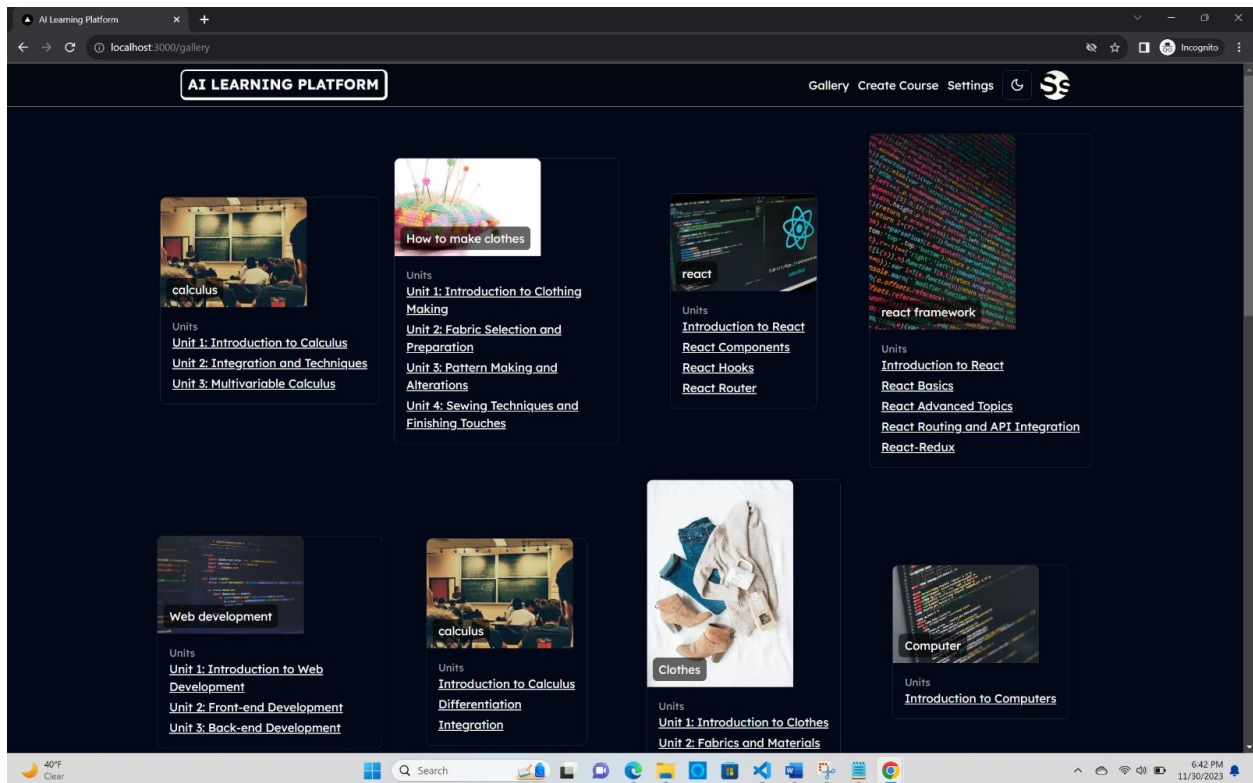 AI Learning Platform
localhost:3000/gallery
Incognito
AI LEARNING PLATFORM
Gallery Create Course Settings
calculus
Units
Unit 1: Introduction to Calculus
Unit 2: Integration and Techniques
Unit 3: Multivariable Calculus
How to make clothes
Units
Unit 1: Introduction to Clothing
Making
Unit 2: Fabric Selection and
Preparation
Unit 3: Pattern Making and
Alterations
Unit 4: Sewing Techniques and
Finishing Touches
react
Units
Introduction to React
React Components
React Hooks
React Router
react framework
Units
Introduction to React
React Basics
React Advanced Topics
React Routing and API Integration
React-Redux
Web development
Units
Unit 1: Introduction to Web
Development
Unit 2: Front-end Development
Unit 3: Back-end Development
calculus
Units
Introduction to Calculus
Differentiation
Integration
Clothes
Units
Unit 1: Introduction to Clothes
Unit 2: Fabrics and Materials
Computer
Units
Introduction to Computers
40°F
Clear
Search
6:42 PM
11/30/2023